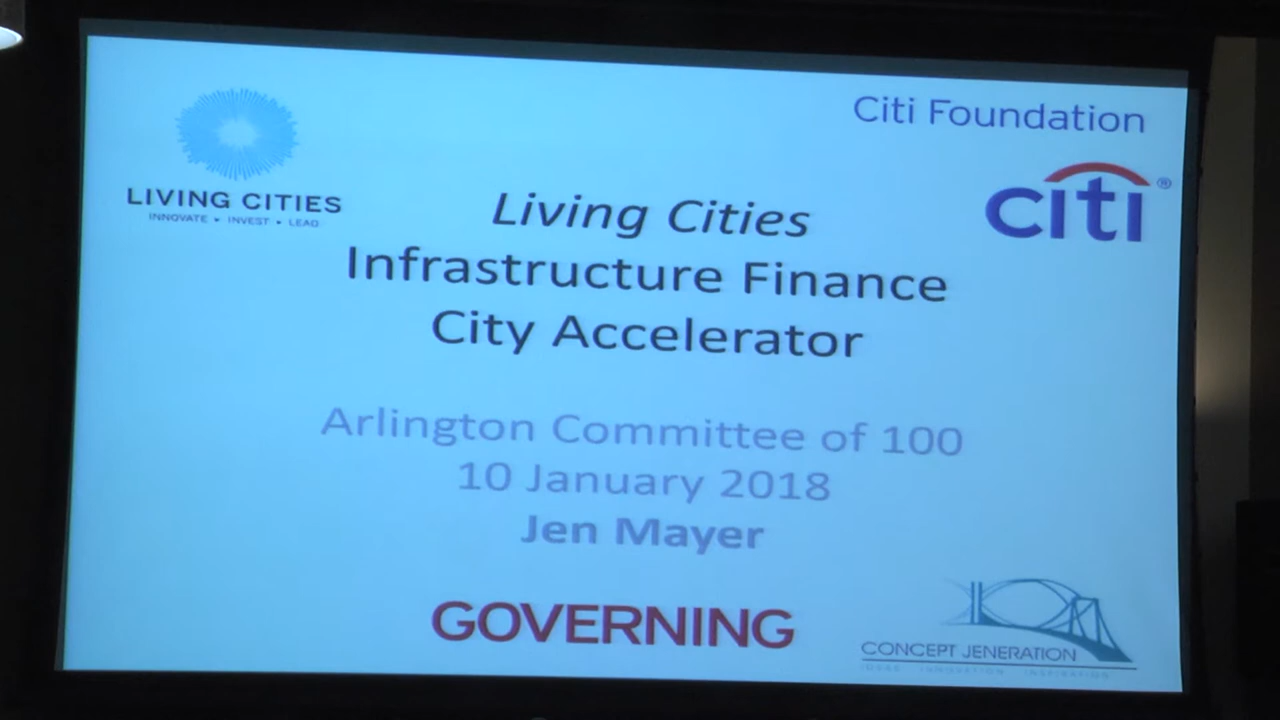 Citi Foundation
citi®
LIVING CITIES
INNOVATE • INVEST • LEAD
Living Cities
Infrastructure Finance
City Accelerator
Arlington Committee of 100
10 January 2018
Jen Mayer
GOVERNING
CONCEPT JENERATION
INNOVATION